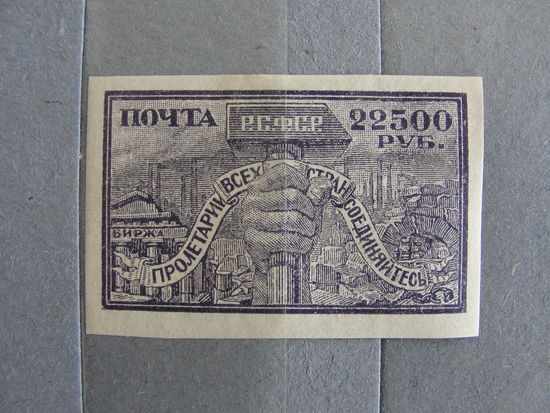 ПОЧТА
Р.С.Ф.С.Р.
22500
РУБ.
БИРЖА
ПРОЛЕТАРИИ ВСЕХ СТРАН СОЕДИНЯЙТЕСЬ